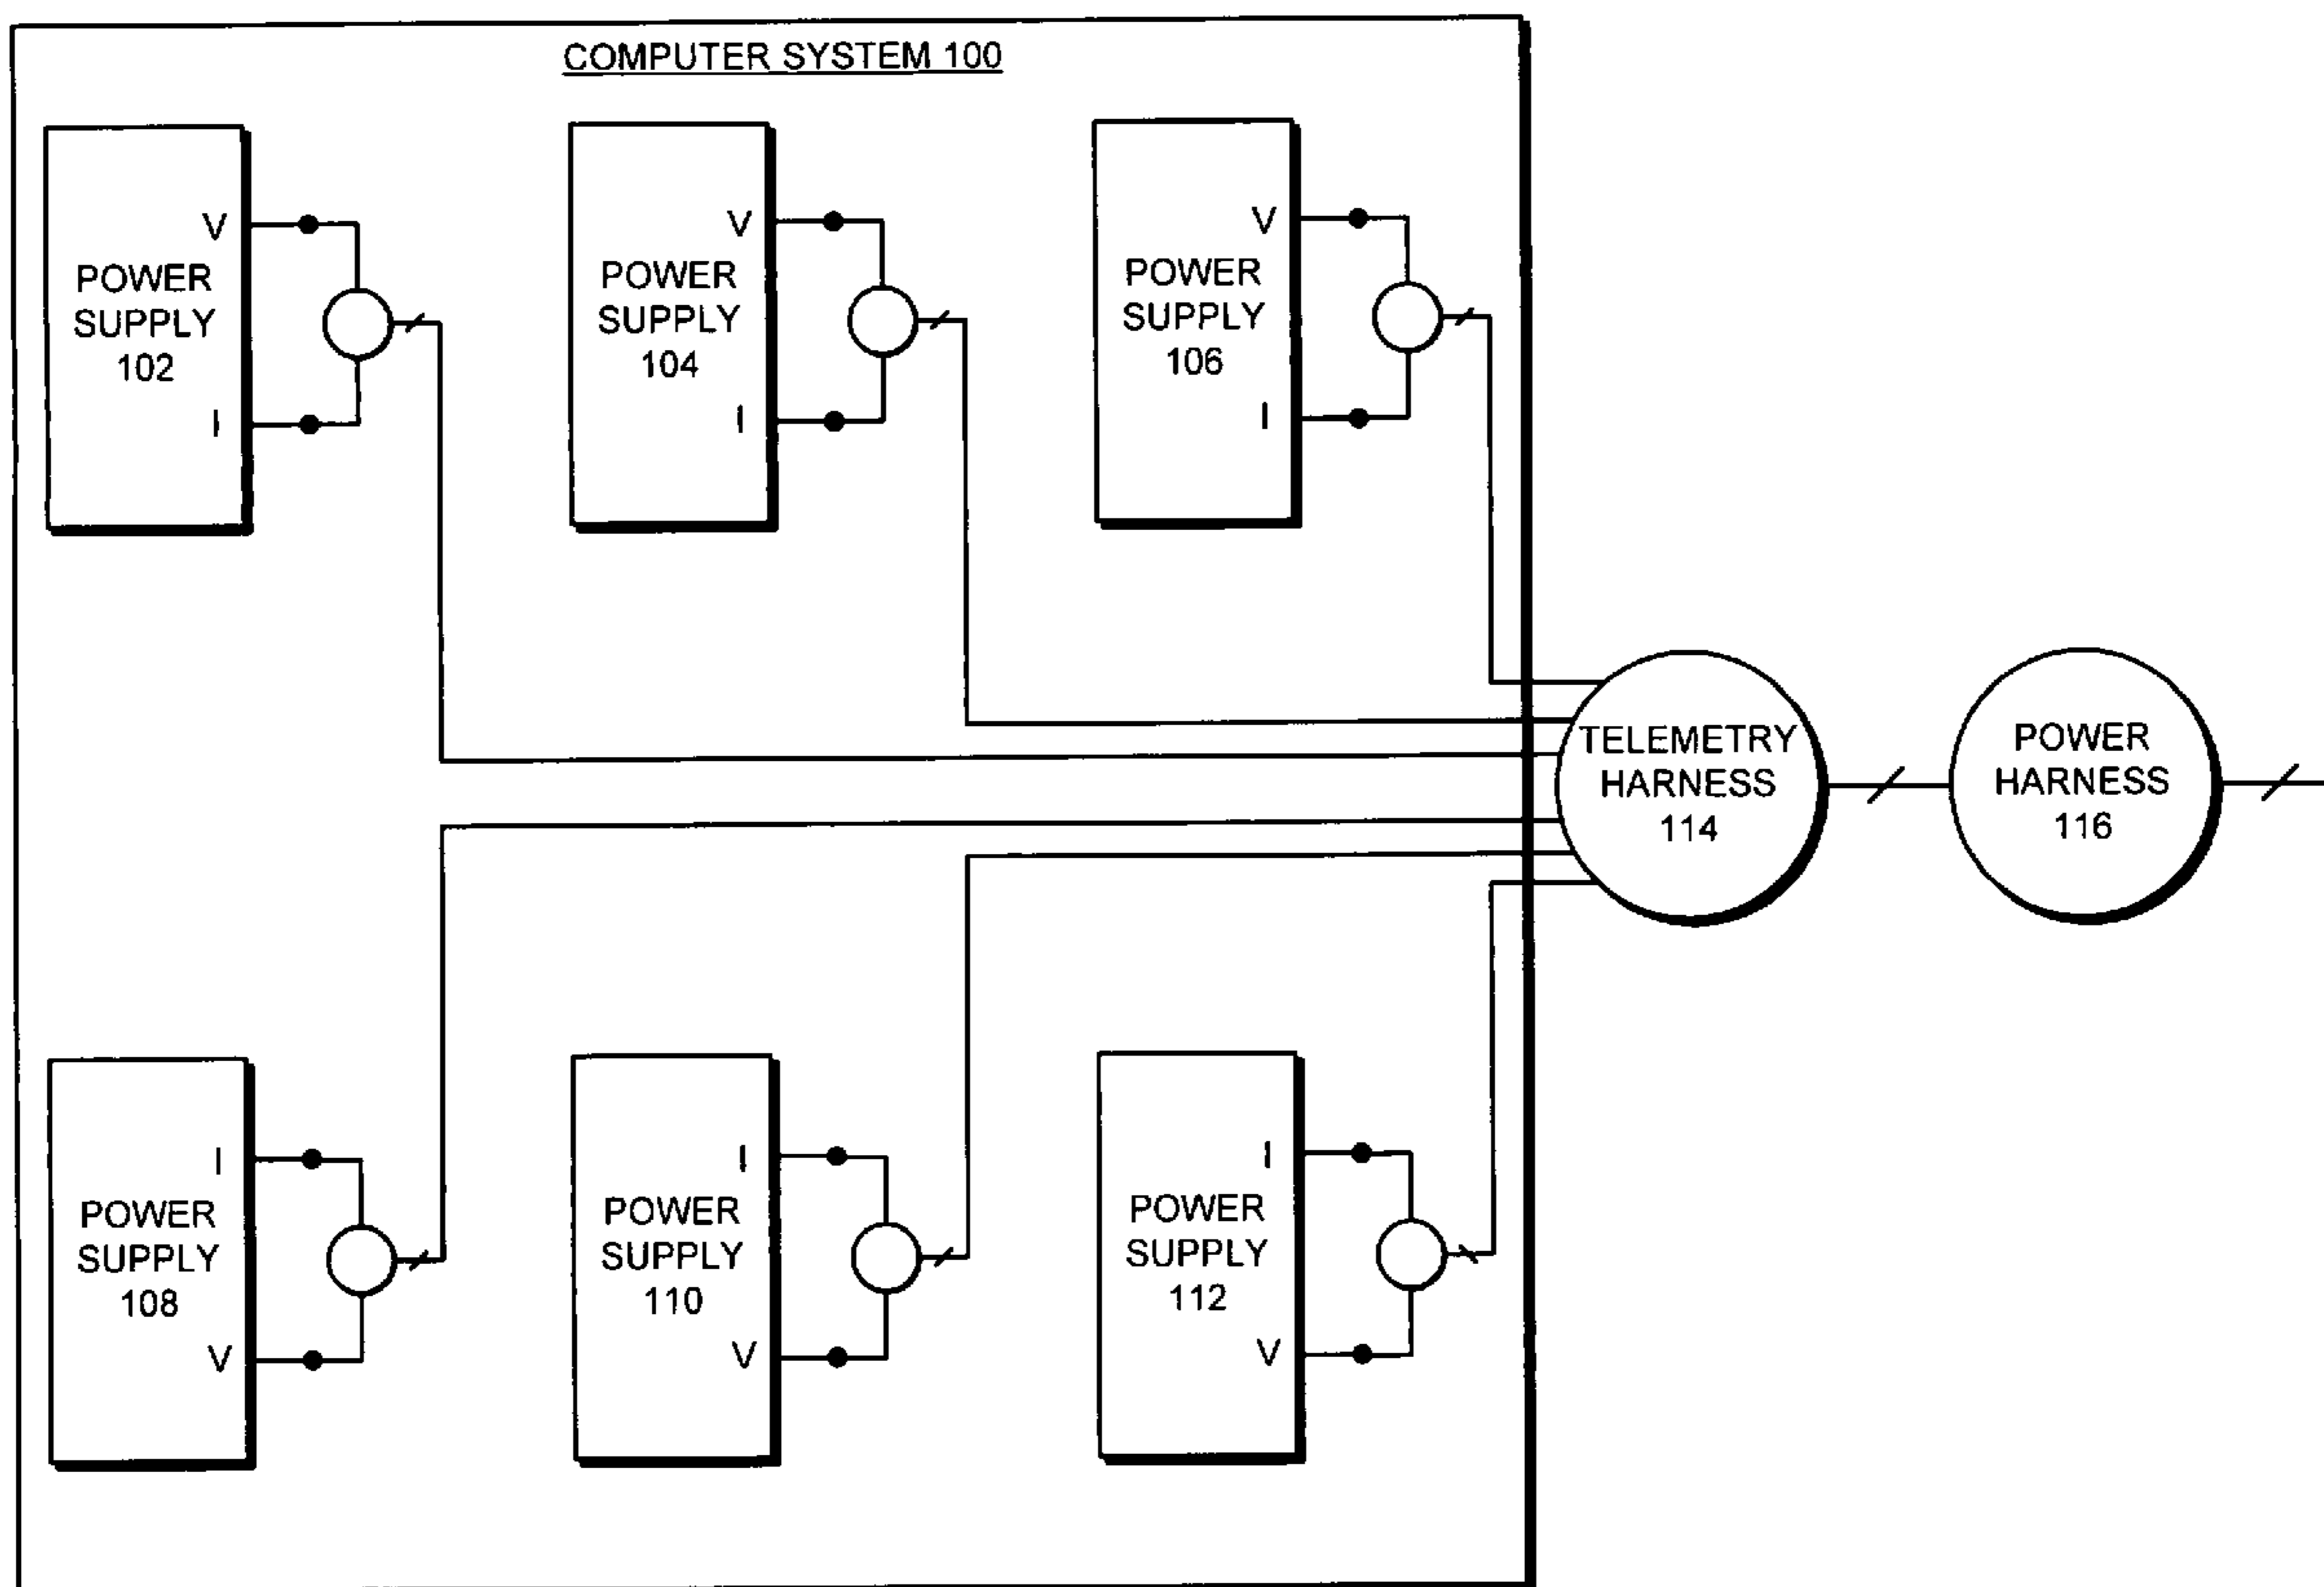 COMPUTER SYSTEM 100
V
POWER
SUPPLY
102
I
V
POWER
SUPPLY
104
I
V
POWER
SUPPLY
106
I
TELEMETRY
HARNESS
114
POWER
HARNESS
116
I
POWER
SUPPLY
108
V
I
POWER
SUPPLY
110
V
I
POWER
SUPPLY
112
V